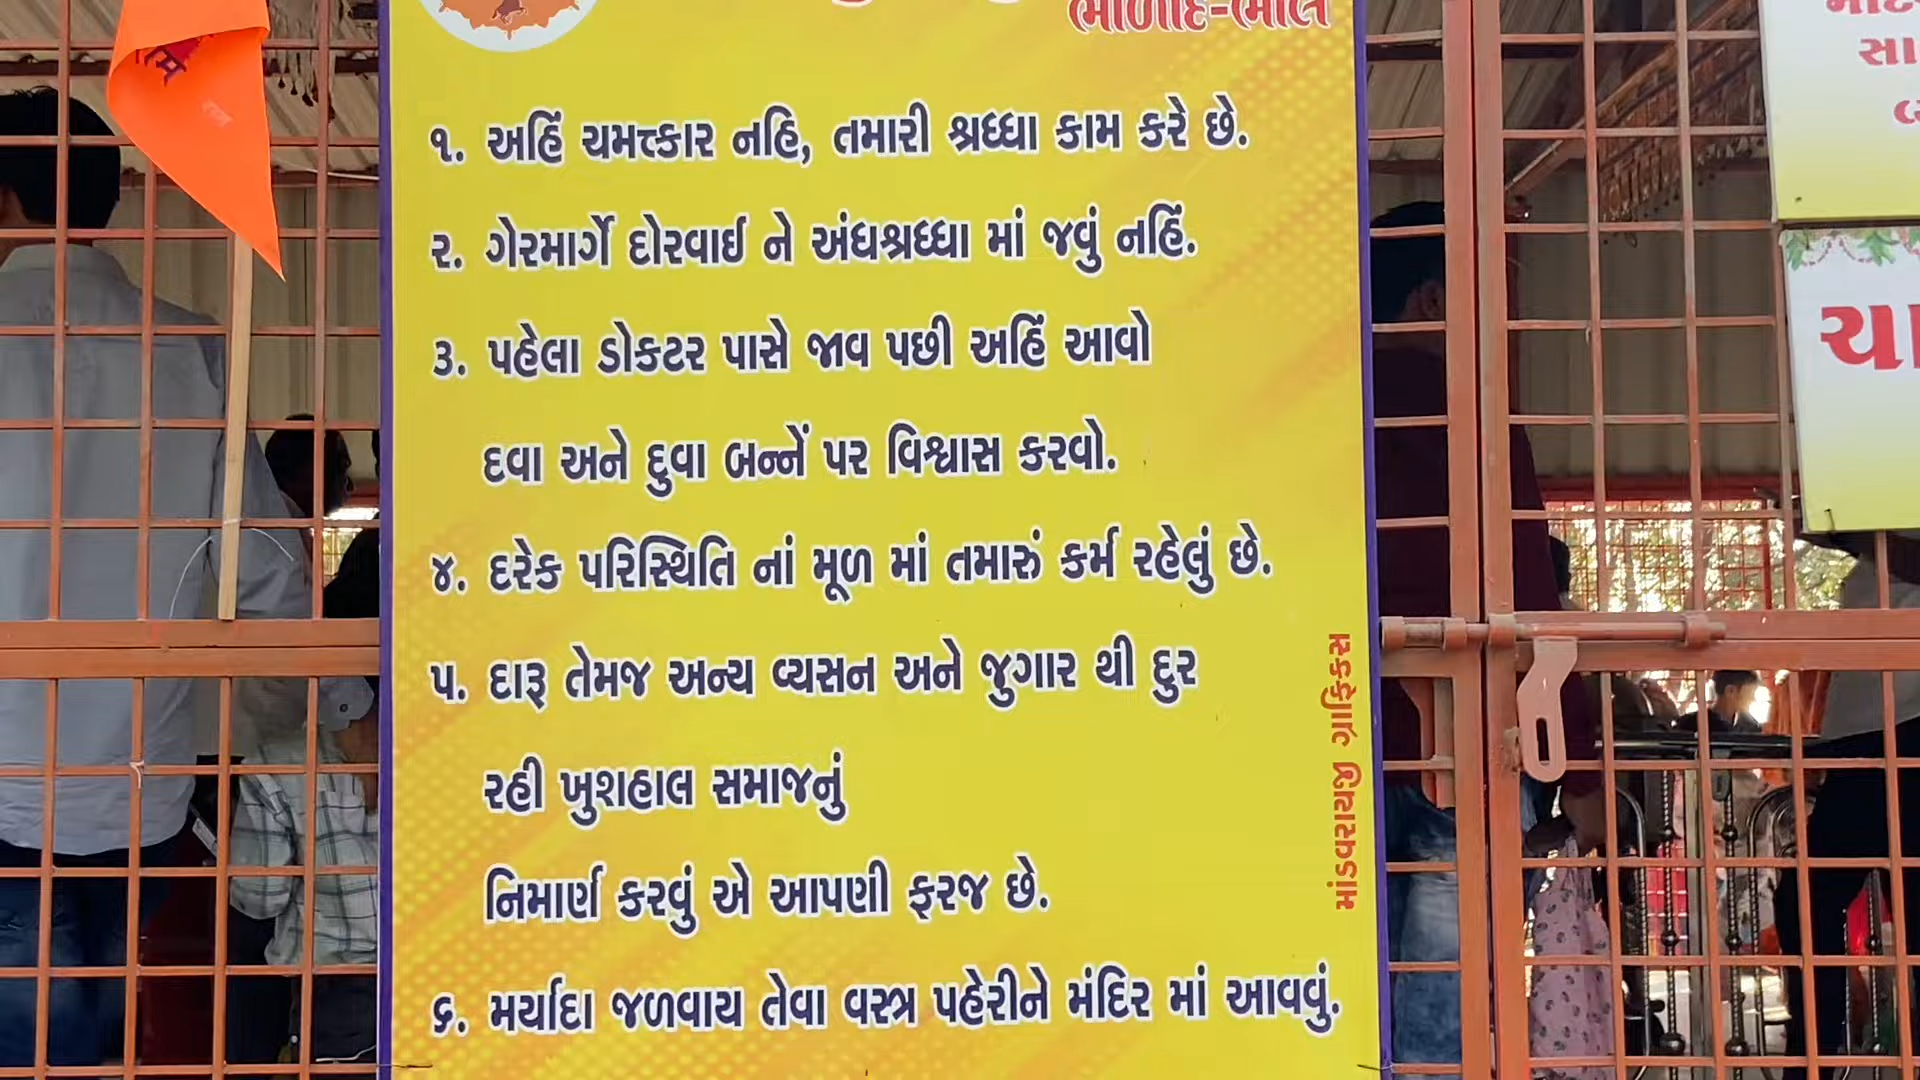 ભોળાદ-ભાલ
૧. અહિં ચમત્કાર નહિ, તમારી શ્રધ્ધા કામ કરે છે.
૨. ગેરમાર્ગે દોરવાઈ ને અંધશ્રધ્ધા માં જવું નહિં.
૩. પહેલા ડોકટર પાસે જાવ પછી અહિં આવો
દવા અને દુવા બન્નેં પર વિશ્વાસ કરવો.
૪. દરેક પરિસ્થિતિ નાં મૂળ માં તમારું કર્મ રહેલું છે.
૫. દારૂ તેમજ અન્ય વ્યસન અને જુગાર થી દુર
રહી ખુશહાલ સમાજનું
નિમાર્ણ કરવું એ આપણી ફરજ છે.
૬. મર્યાદા જળવાય તેવા વસ્ત્ર પહેરીને મંદિર માં આવવું.
માંડવરાયજી ગ્રાફિકસ